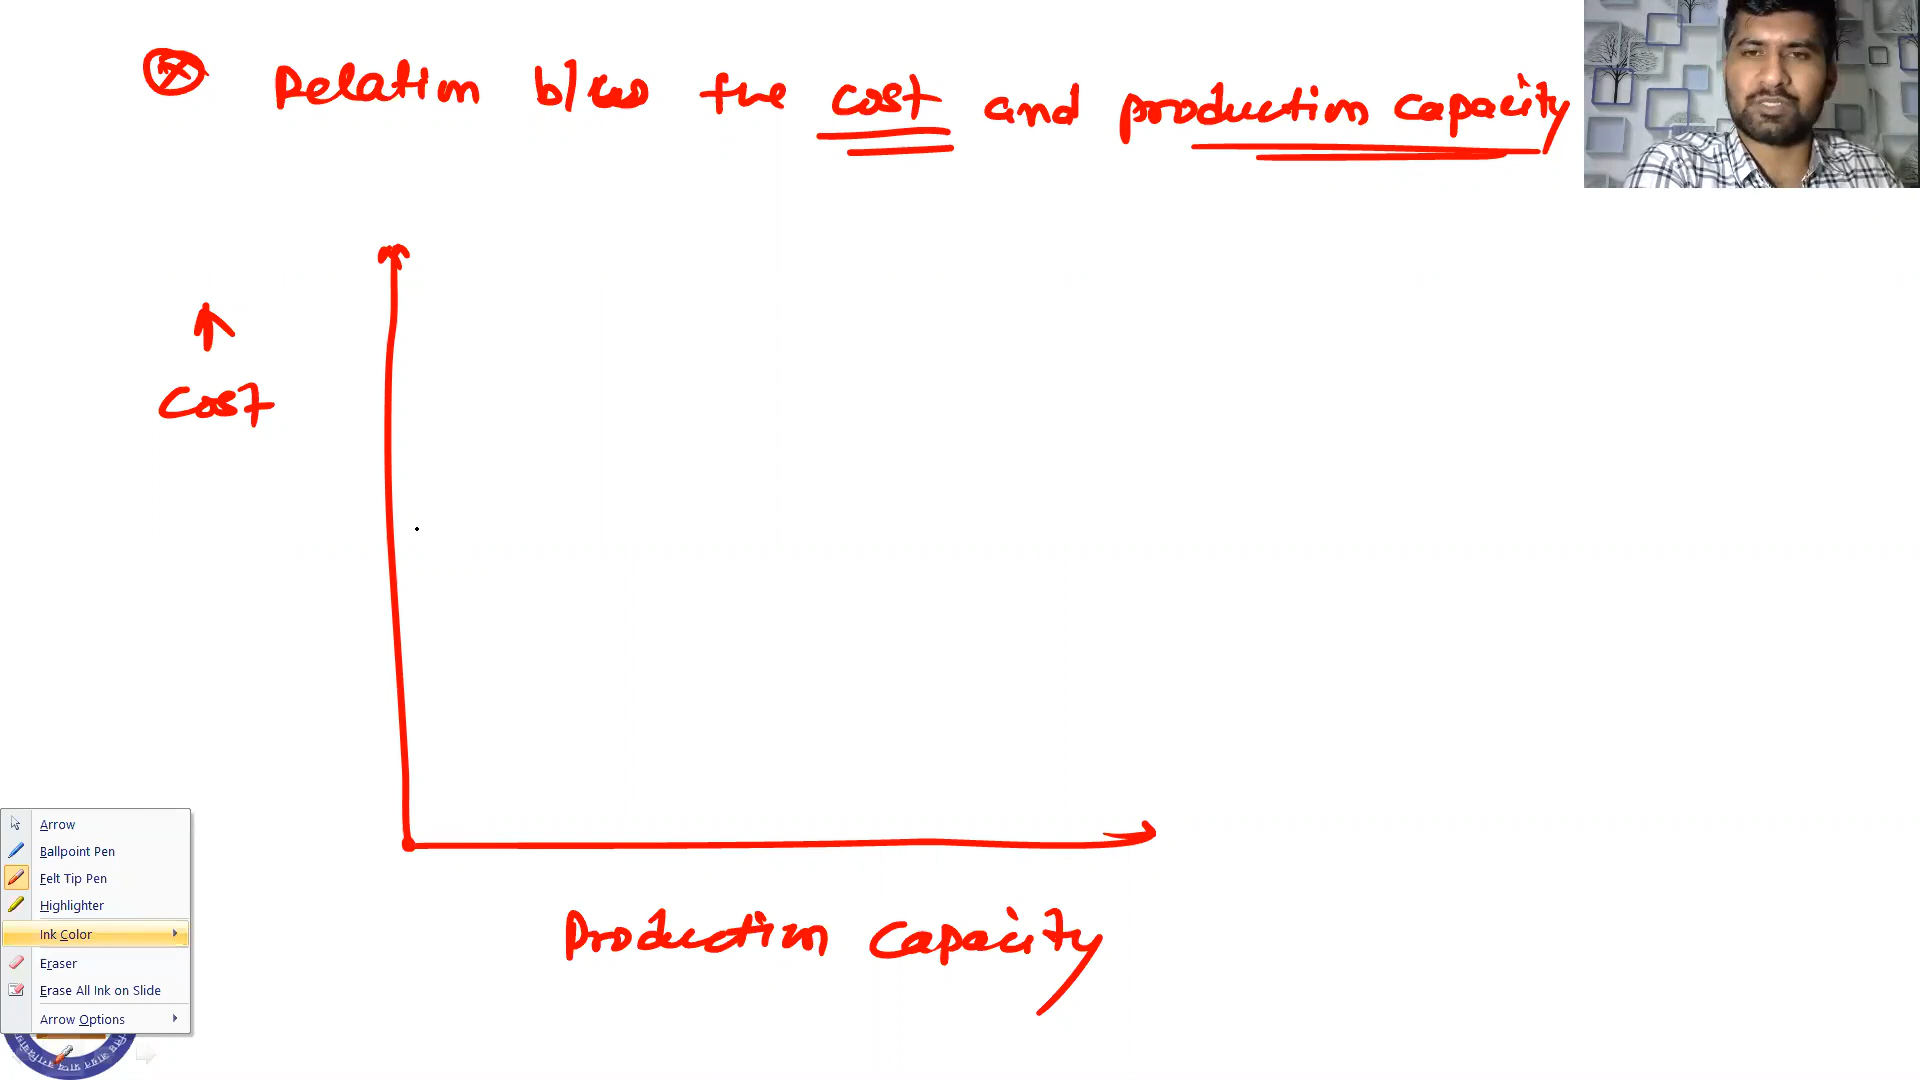 Relation b/w the cost and production capacity
Cost
Production capacity
Arrow
Ballpoint Pen
Felt Tip Pen
Highlighter
Ink Color
Eraser
Erase All Ink on Slide
Arrow Options